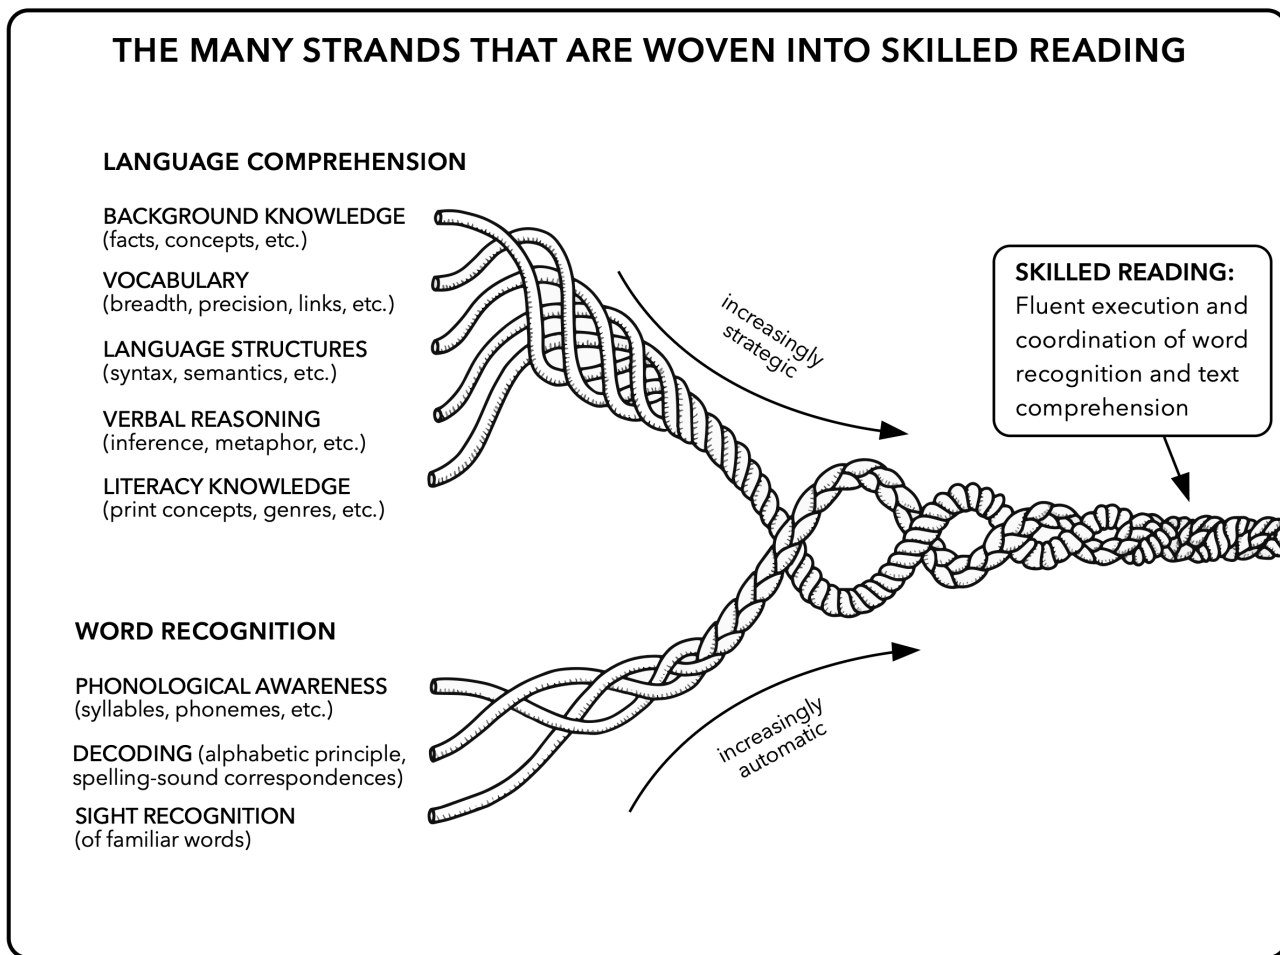 THE MANY STRANDS THAT ARE WOVEN INTO SKILLED READING
LANGUAGE COMPREHENSION
BACKGROUND KNOWLEDGE
(facts, concepts, etc.)
VOCABULARY
(breadth, precision, links, etc.)
LANGUAGE STRUCTURES
(syntax, semantics, etc.)
VERBAL REASONING
(inference, metaphor, etc.)
LITERACY KNOWLEDGE
(print concepts, genres, etc.)
increasingly
strategic
SKILLED READING:
Fluent execution and
coordination of word
recognition and text
comprehension
WORD RECOGNITION
PHONOLOGICAL AWARENESS
(syllables, phonemes, etc.)
DECODING (alphabetic principle,
spelling-sound correspondences)
SIGHT RECOGNITION
(of familiar words)
increasingly
automatic